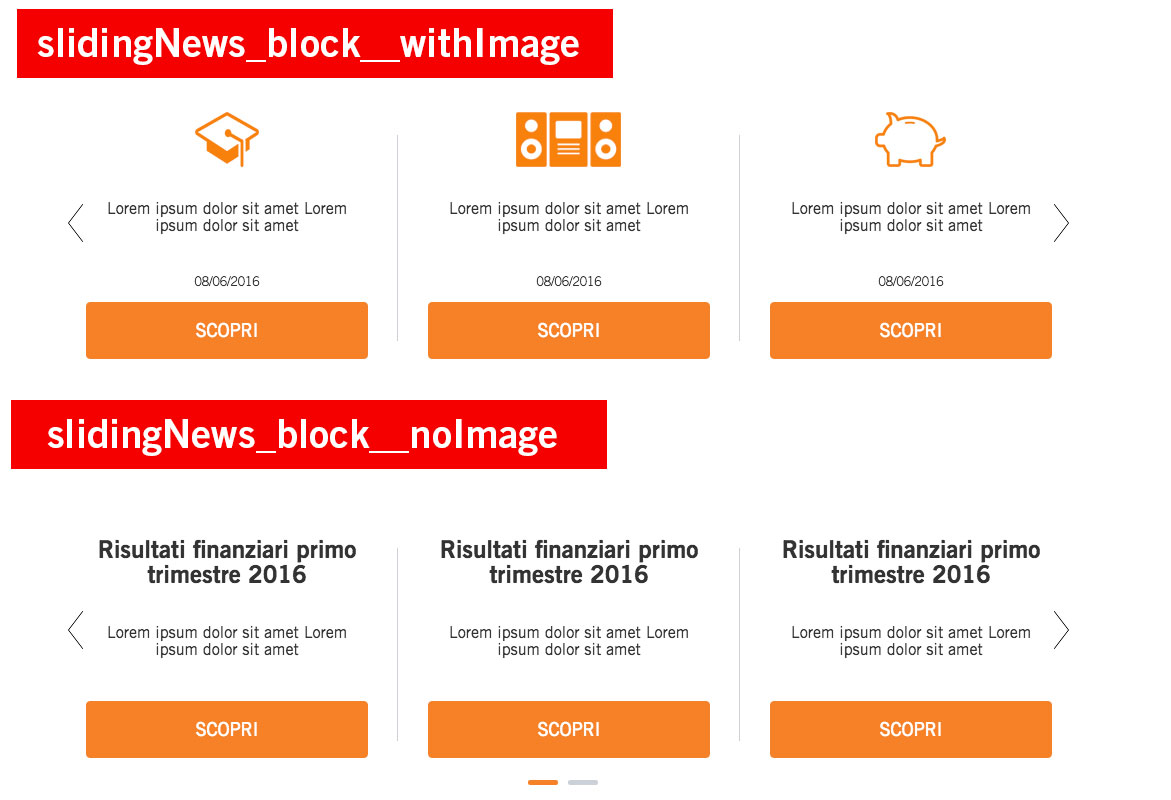 slidingNews_block__withImage
Lorem ipsum dolor sit amet Lorem
ipsum dolor sit amet
08/06/2016
SCOPRI
Lorem ipsum dolor sit amet Lorem
ipsum dolor sit amet
08/06/2016
SCOPRI
Lorem ipsum dolor sit amet Lorem
ipsum dolor sit amet
08/06/2016
SCOPRI
slidingNews_block__noImage
Risultati finanziari primo
trimestre 2016
Lorem ipsum dolor sit amet Lorem
ipsum dolor sit amet
SCOPRI
Risultati finanziari primo
trimestre 2016
Lorem ipsum dolor sit amet Lorem
ipsum dolor sit amet
SCOPRI
Risultati finanziari primo
trimestre 2016
Lorem ipsum dolor sit amet Lorem
ipsum dolor sit amet
SCOPRI